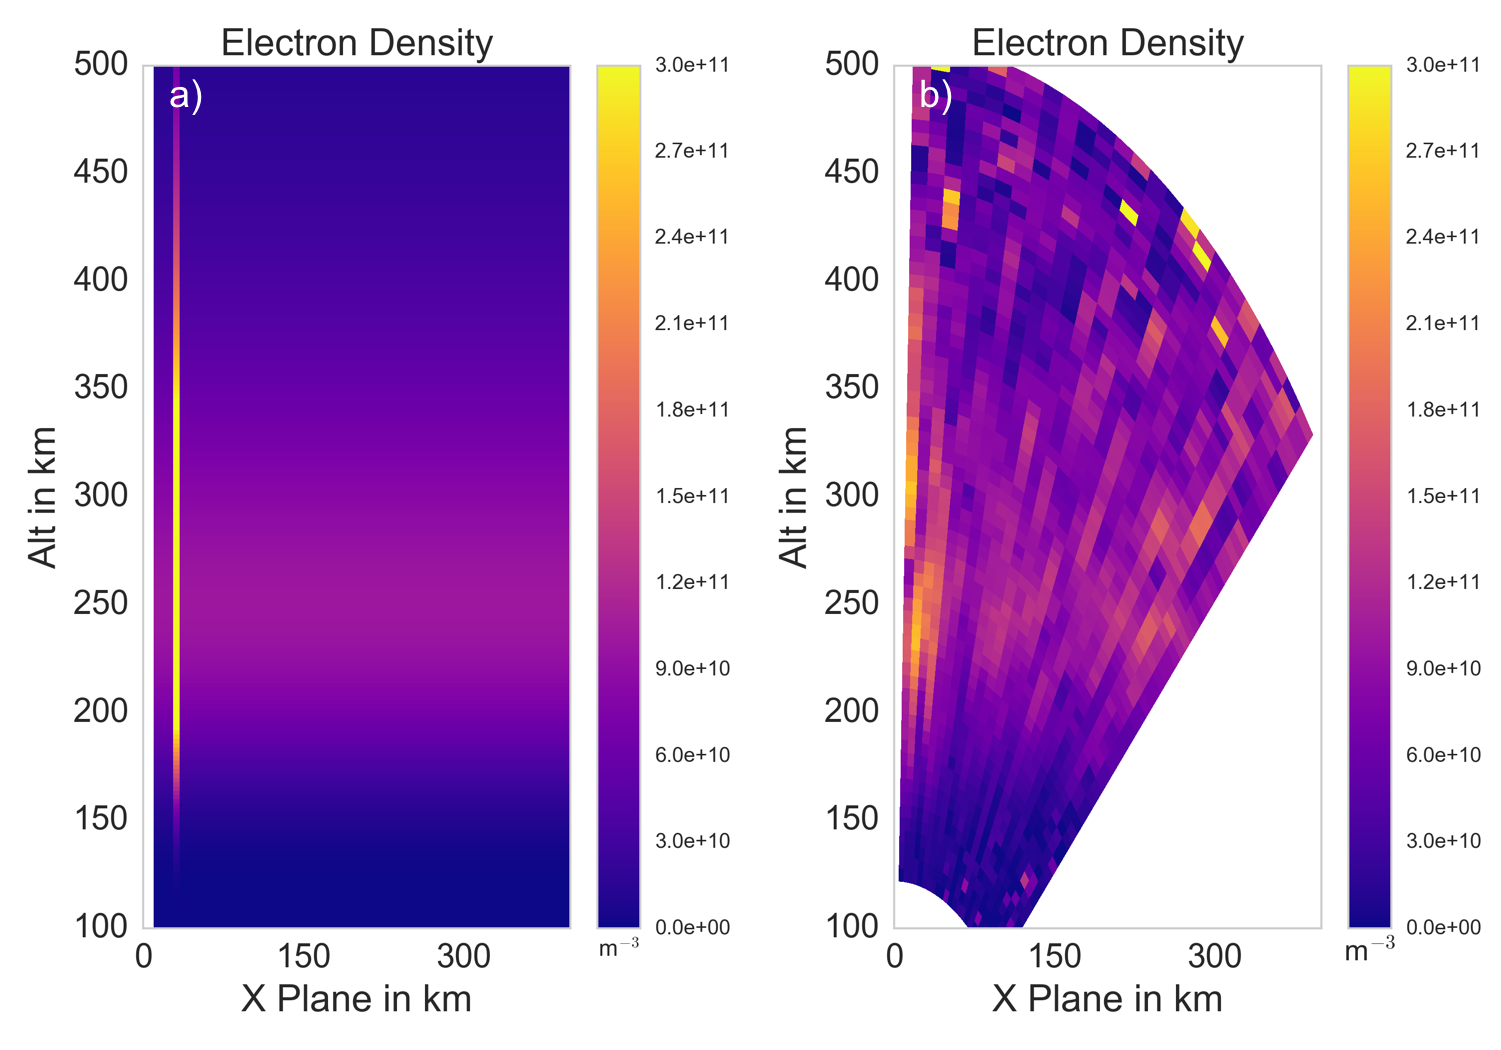 Electron Density
a)
500
450
400
350
300
250
200
150
100
Alt in km
0 150 300
X Plane in km
3.0e+11
2.7e+11
2.4e+11
2.1e+11
1.8e+11
1.5e+11
1.2e+11
9.0e+10
6.0e+10
3.0e+10
0.0e+00
m⁻³
Electron Density
b)
500
450
400
350
300
250
200
150
100
Alt in km
0 150 300
X Plane in km
3.0e+11
2.7e+11
2.4e+11
2.1e+11
1.8e+11
1.5e+11
1.2e+11
9.0e+10
6.0e+10
3.0e+10
0.0e+00
m⁻³